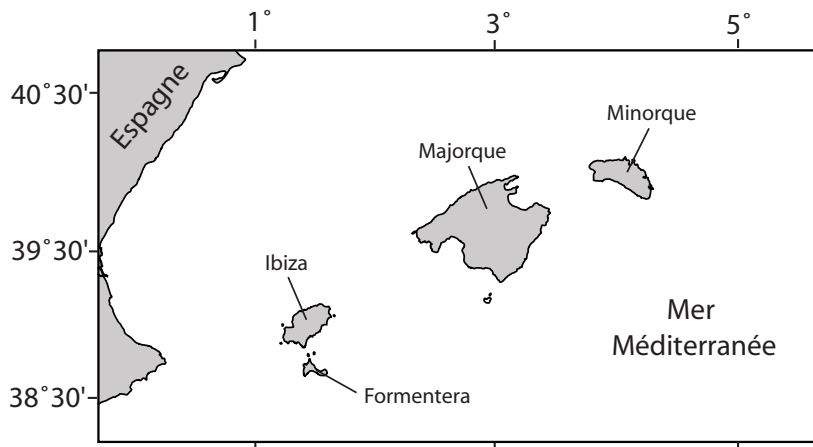 1˚
3˚
5˚
40˚30'
Espagne
Minorque
Majorque
39˚30'
Ibiza
Mer
Méditerranée
38˚30'
Formentera